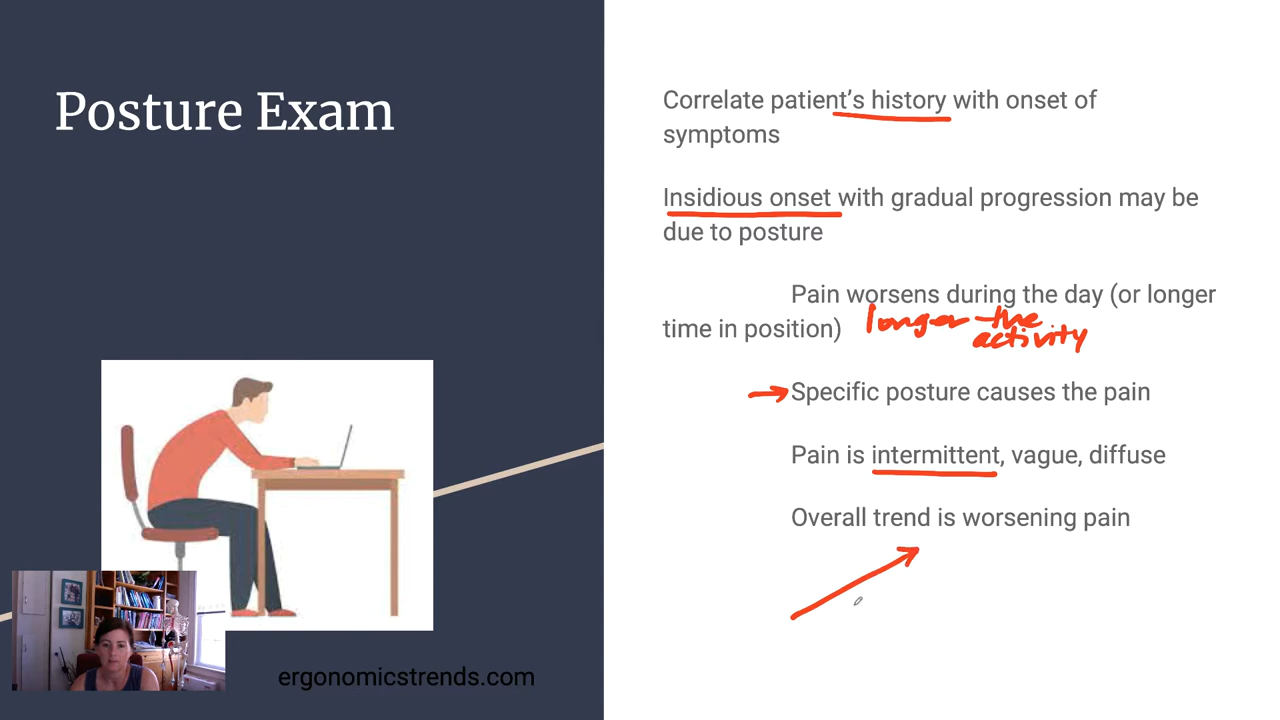 Posture Exam
Correlate patient's history with onset of
symptoms
Insidious onset with gradual progression may be
due to posture
Pain worsens during the day (or longer
time in position)
longer the
activity
Specific posture causes the pain
Pain is intermittent, vague, diffuse
Overall trend is worsening pain
ergonomicstrends.com